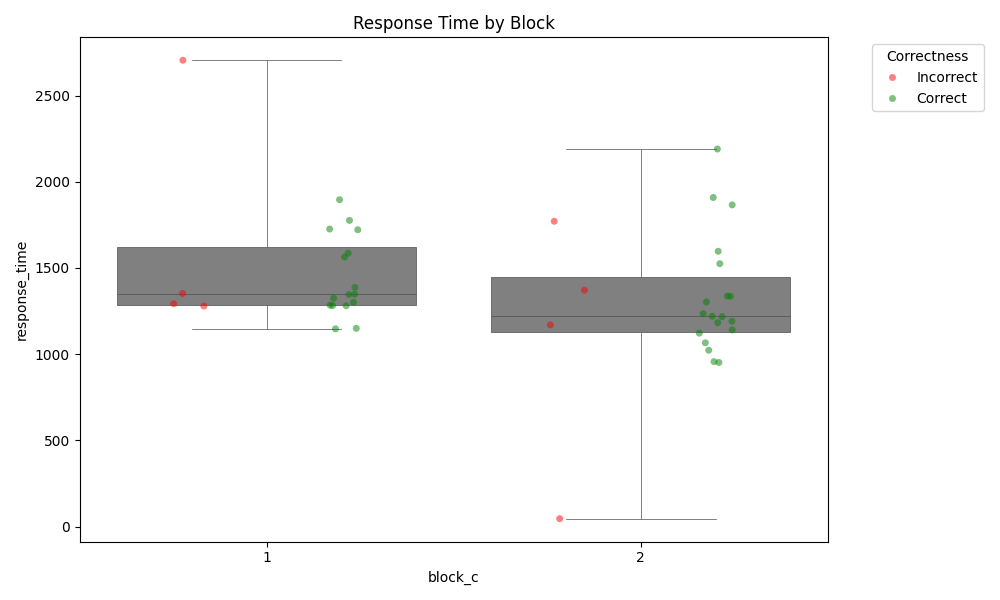 Response Time by Block
Correctness
Incorrect
Correct
2500
2000
1500
1000
500
0
response_time
1
2
block_c